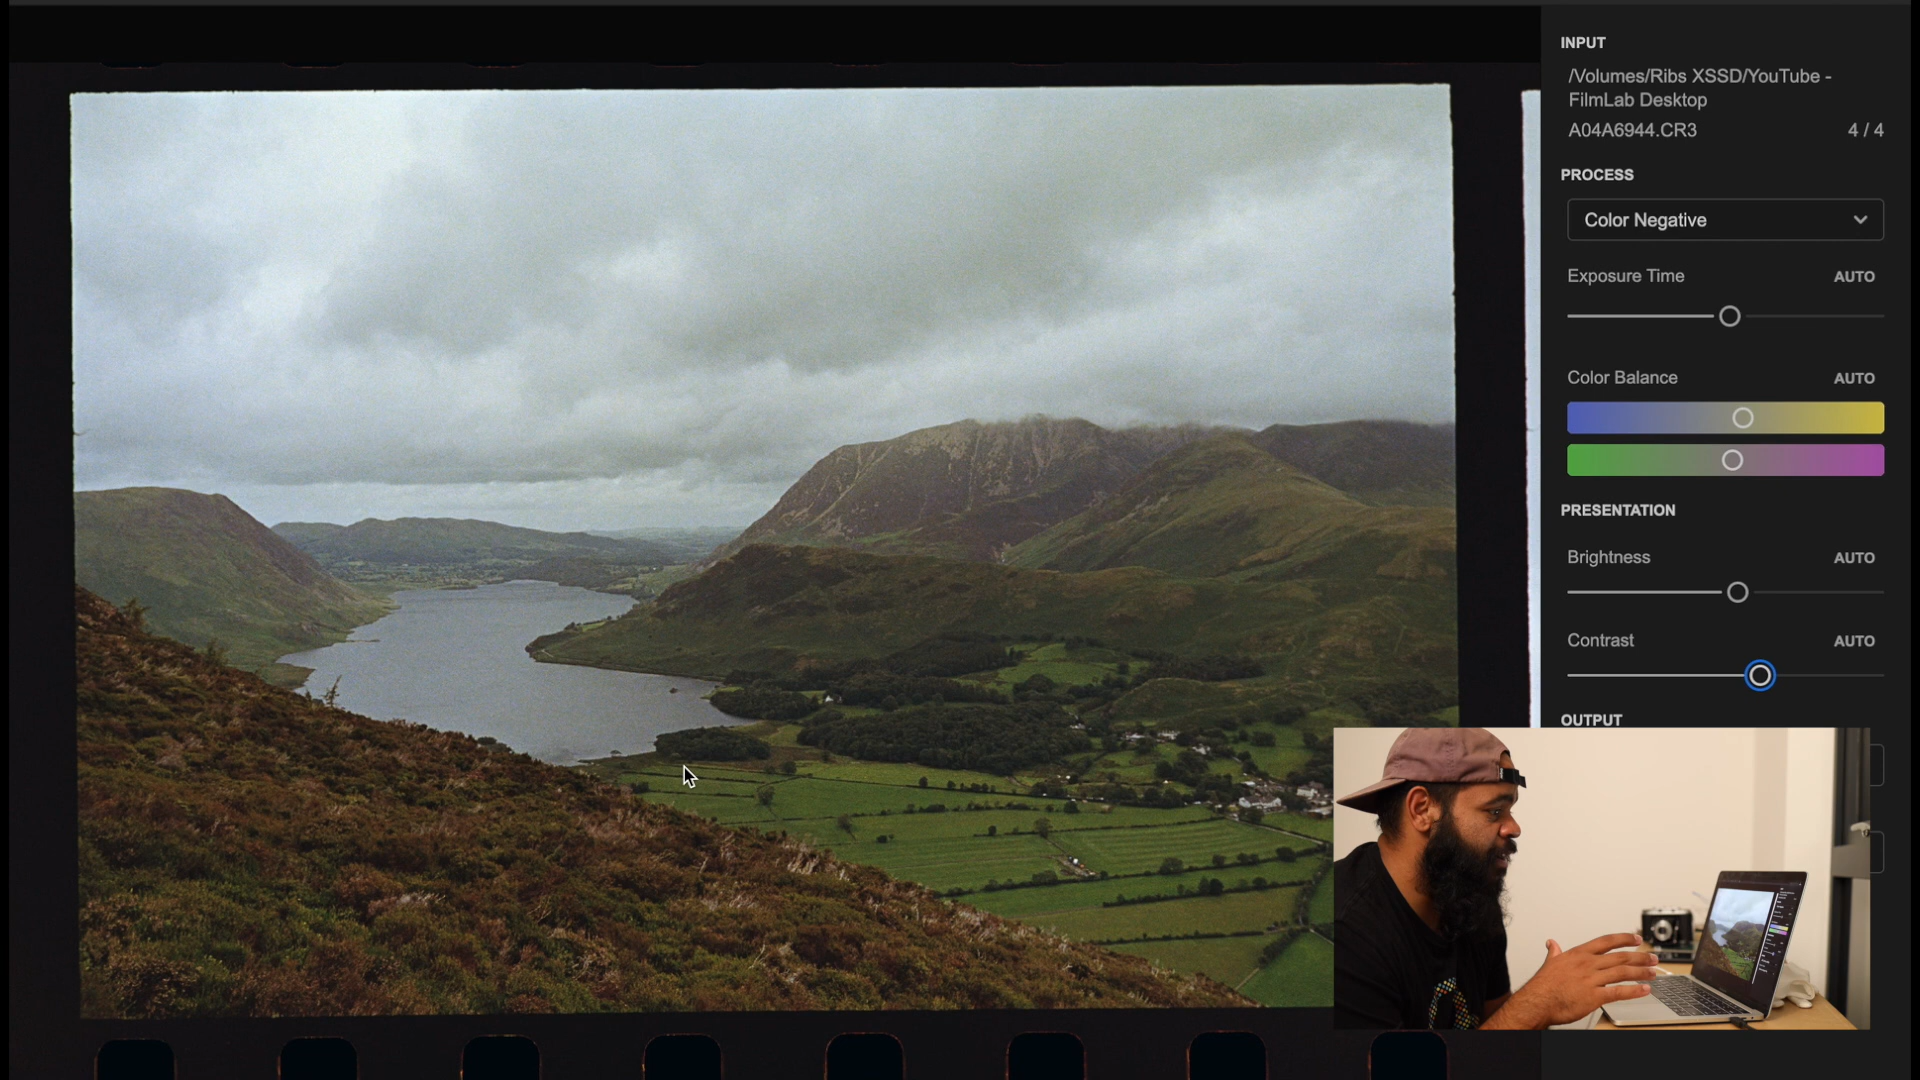 INPUT
/Volumes/Ribs XSSD/YouTube -
FilmLab Desktop
A04A6944.CR3 4 / 4
PROCESS
Color Negative
Exposure Time AUTO
Color Balance AUTO
PRESENTATION
Brightness AUTO
Contrast AUTO
OUTPUT